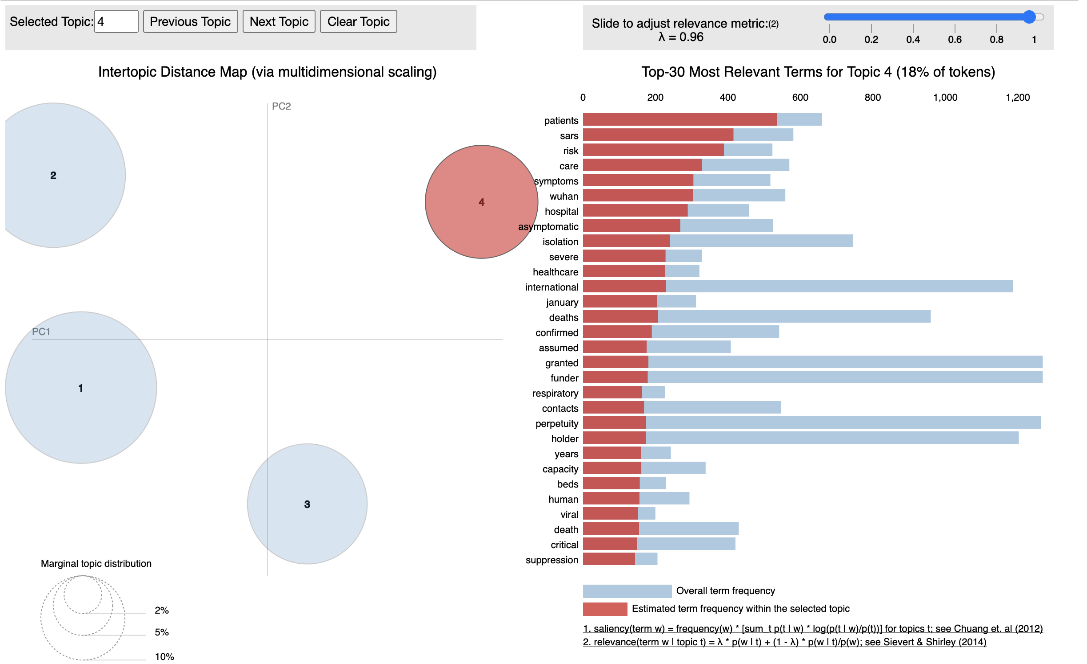 Selected Topic: 4 Previous Topic Next Topic Clear Topic
Slide to adjust relevance metric:(2)
λ = 0.96
0.0 0.2 0.4 0.6 0.8 1
Intertopic Distance Map (via multidimensional scaling)
PC2
PC1
2
4
1
3
Marginal topic distribution
2%
5%
10%
Top-30 Most Relevant Terms for Topic 4 (18% of tokens)
0 200 400 600 800 1,000 1,200
patients
sars
risk
care
symptoms
wuhan
hospital
asymptomatic
isolation
severe
healthcare
international
january
deaths
confirmed
assumed
granted
funder
respiratory
contacts
perpetuity
holder
years
capacity
beds
human
viral
death
critical
suppression
Overall term frequency
Estimated term frequency within the selected topic
1. saliency(term w) = frequency(w) * [sum_t p(t | w) * log(p(t | w)/p(t))] for topics t; see Chuang et. al (2012)
2. relevance(term w | topic t) = λ * p(w | t) + (1 - λ) * p(w | t)/p(w); see Sievert & Shirley (2014)